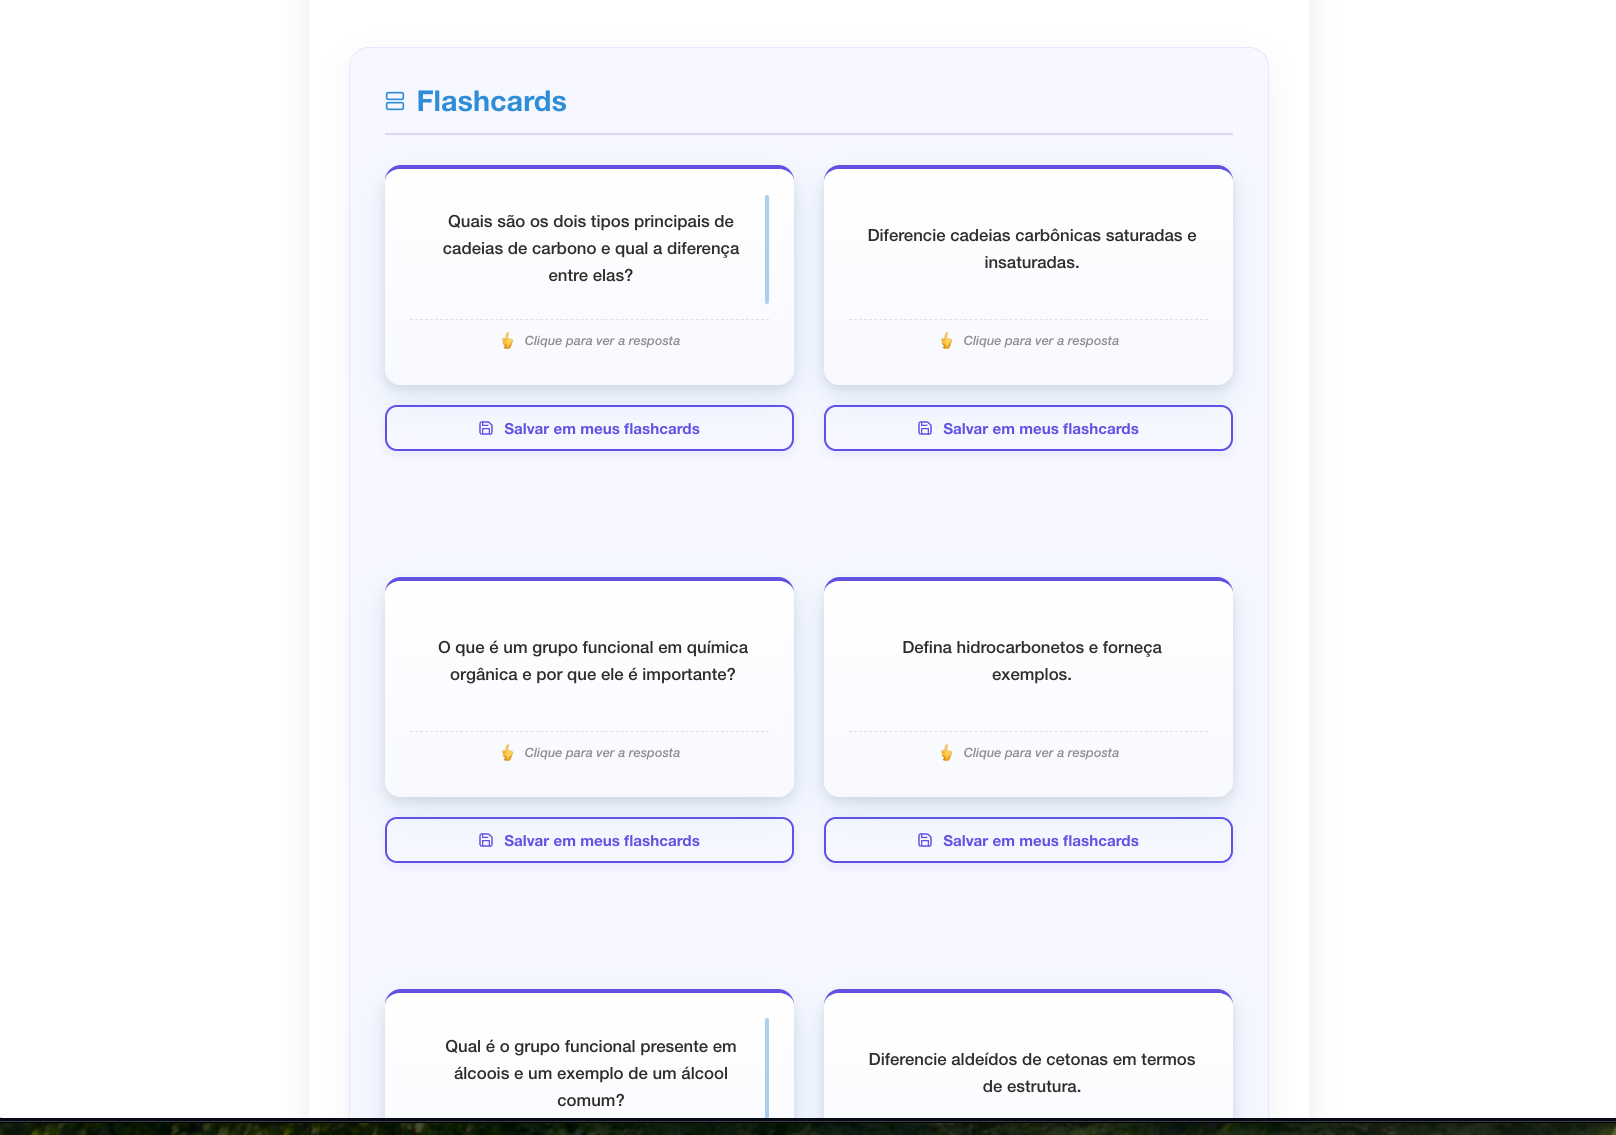 Flashcards
Quais são os dois tipos principais de
cadeias de carbono e qual a diferença
entre elas?
Clique para ver a resposta
Salvar em meus flashcards
Diferencie cadeias carbônicas saturadas e
insaturadas.
Clique para ver a resposta
Salvar em meus flashcards
O que é um grupo funcional em química
orgânica e por que ele é importante?
Clique para ver a resposta
Salvar em meus flashcards
Defina hidrocarbonetos e forneça
exemplos.
Clique para ver a resposta
Salvar em meus flashcards
Qual é o grupo funcional presente em
álcoois e um exemplo de um álcool
comum?
Diferencie aldeídos de cetonas em termos
de estrutura.